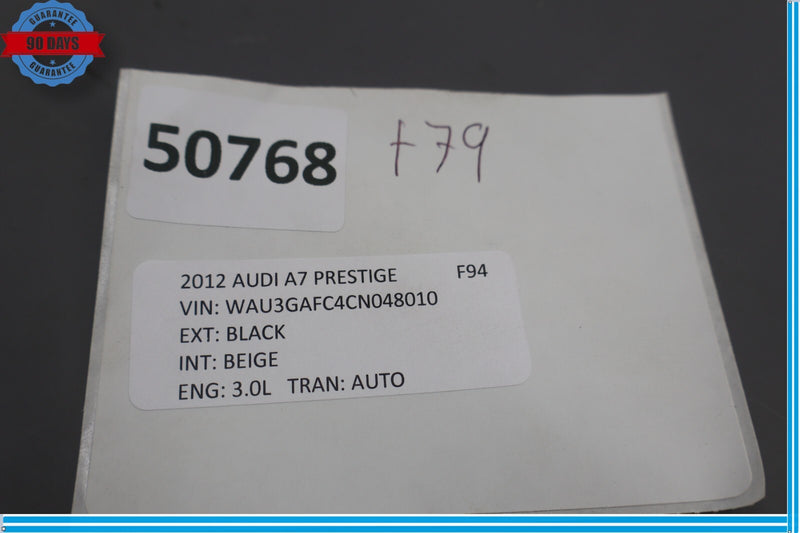 GUARANTEE
90 DAYS
GUARANTEE
50768
+79
2012 AUDI A7 PRESTIGE F94
VIN: WAU3GAFC4CN048010
EXT: BLACK
INT: BEIGE
ENG: 3.0L TRAN: AUTO